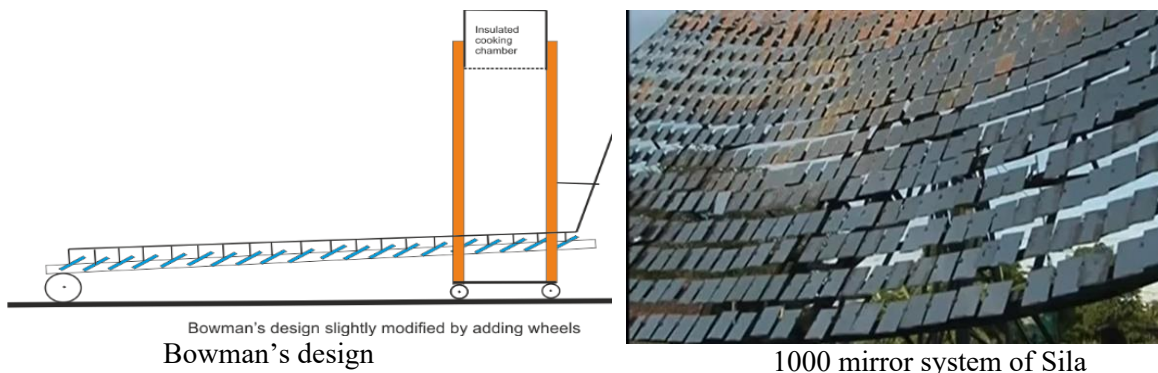 Insulated
cooking
chamber
Bowman's design slightly modified by adding wheels
Bowman’s design
1000 mirror system of Sila